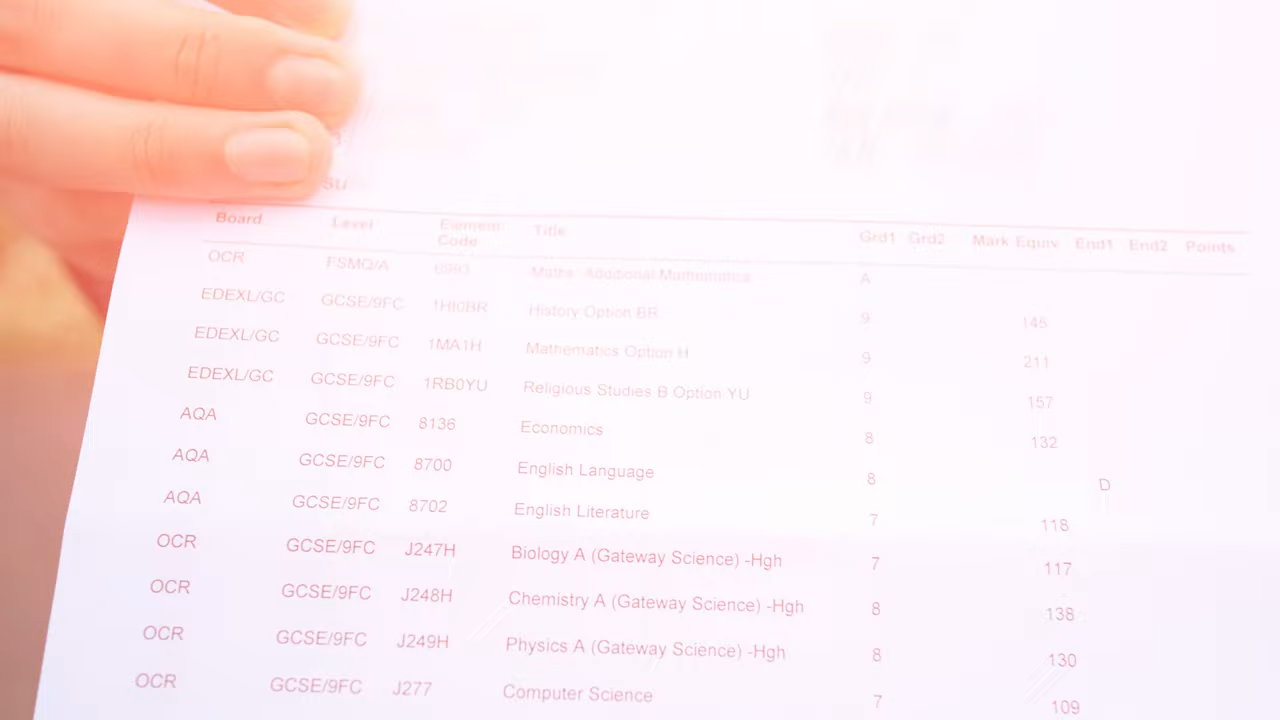 Stu
Board Level Element Code Title Grd1 Grd2 Mark Equiv End1 End2 Points
OCR FSMQ/A 6993 Maths :Additional Mathematics A
EDEXL/GC GCSE/9FC 1HI0BR History Option BR 9 145
EDEXL/GC GCSE/9FC 1MA1H Mathematics Option H 9 211
EDEXL/GC GCSE/9FC 1RB0YU Religious Studies B Option YU 9 157
AQA GCSE/9FC 8136 Economics 8 132
AQA GCSE/9FC 8700 English Language 8 D
AQA GCSE/9FC 8702 English Literature 7 118
OCR GCSE/9FC J247H Biology A (Gateway Science) -Hgh 7 117
OCR GCSE/9FC J248H Chemistry A (Gateway Science) -Hgh 8 138
OCR GCSE/9FC J249H Physics A (Gateway Science) -Hgh 8 130
OCR GCSE/9FC J277 Computer Science 7 109